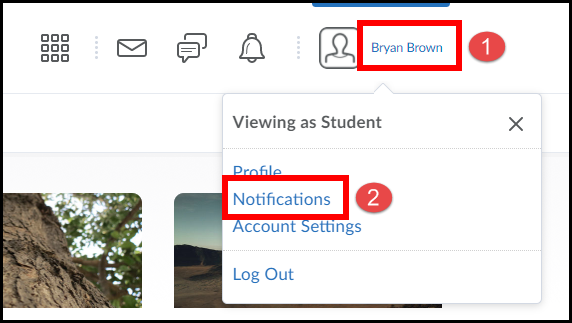 Bryan Brown
1
Viewing as Student
Profile
Notifications
2
Account Settings
Log Out